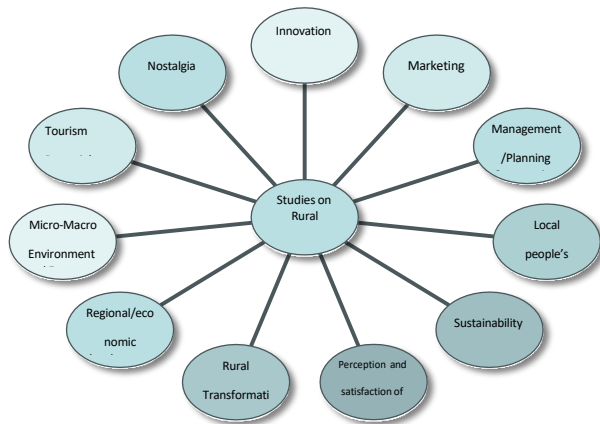 Innovation
Nostalgia
Marketing
Tourism
Management
/Planning
Studies on
Rural
Micro-Macro
Environment
Local
people’s
Regional/eco
nomic
Sustainability
Rural
Transformati
Perception and
satisfaction of